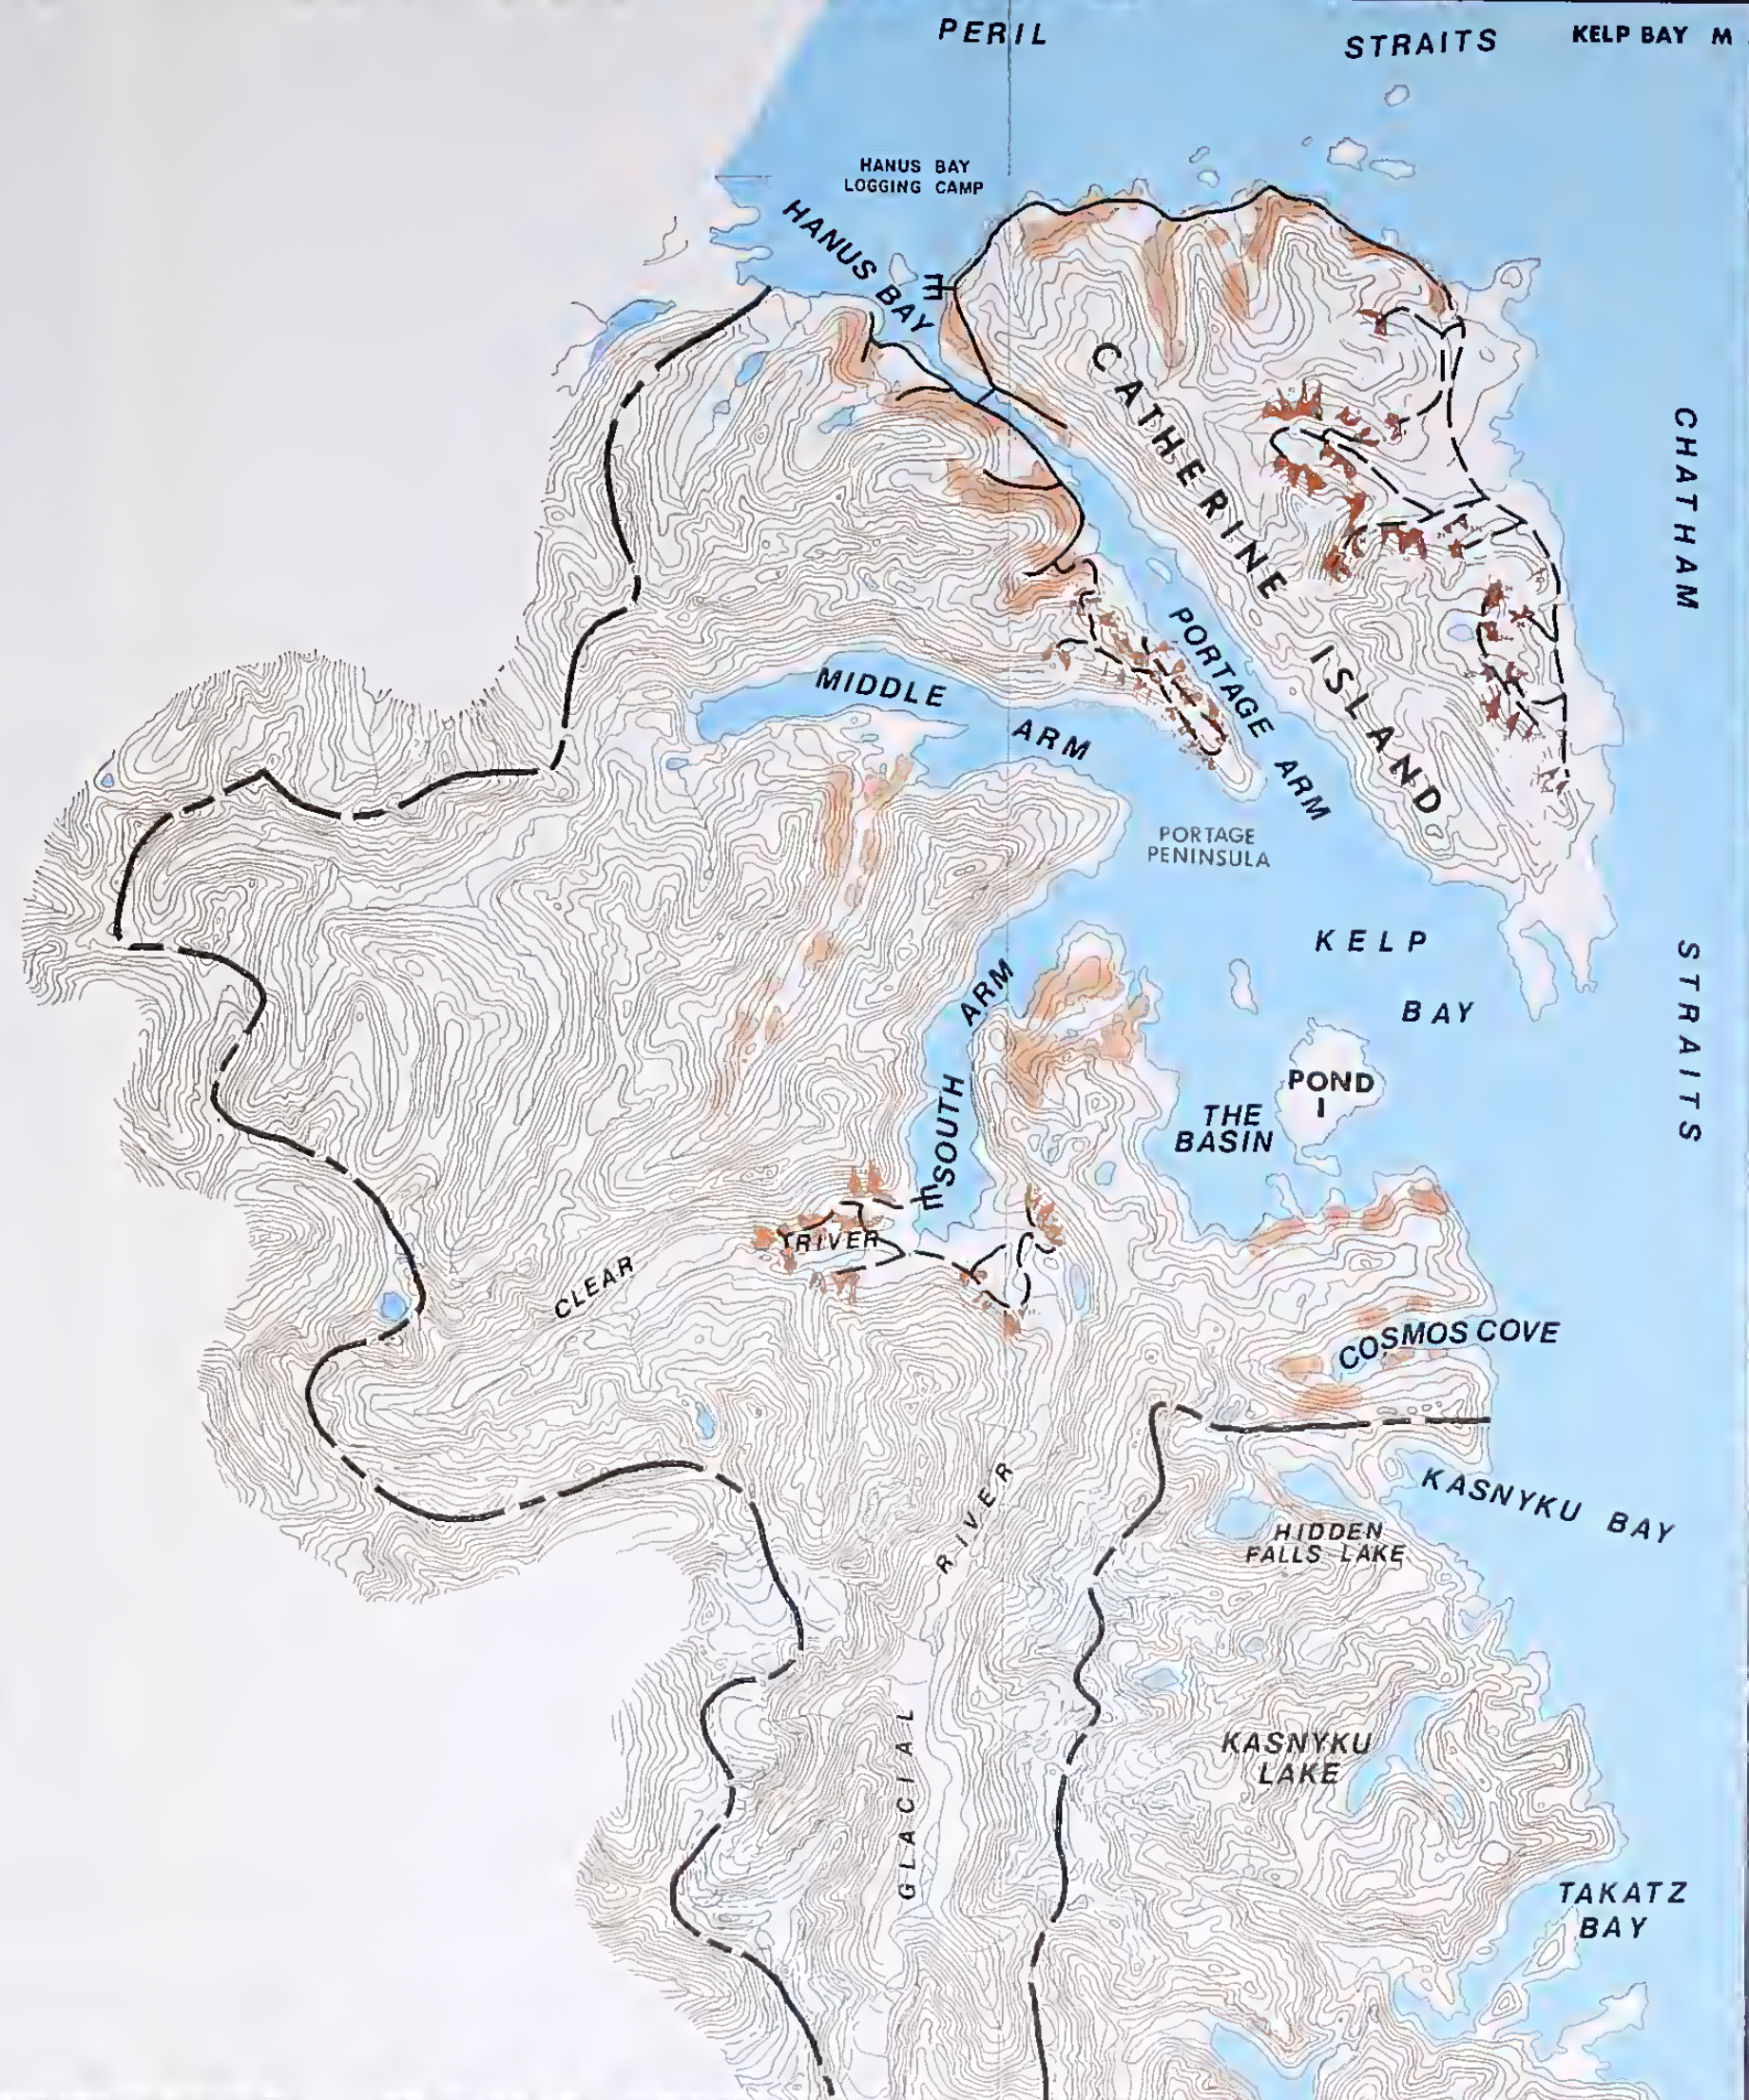 PERIL STRAITS
KELP BAY M
HANUS BAY
LOGGING CAMP
HANUS BAY
CATHERINE ISLAND
CHATHAM STRAITS
PORTAGE ARM
MIDDLE ARM
PORTAGE
PENINSULA
KELP
BAY
SOUTH ARM
POND
I
THE
BASIN
CLEAR RIVER
COSMOS COVE
KASNYKU BAY
HIDDEN
FALLS LAKE
GLACIAL RIVER
KASNYKU
LAKE
TAKATZ
BAY